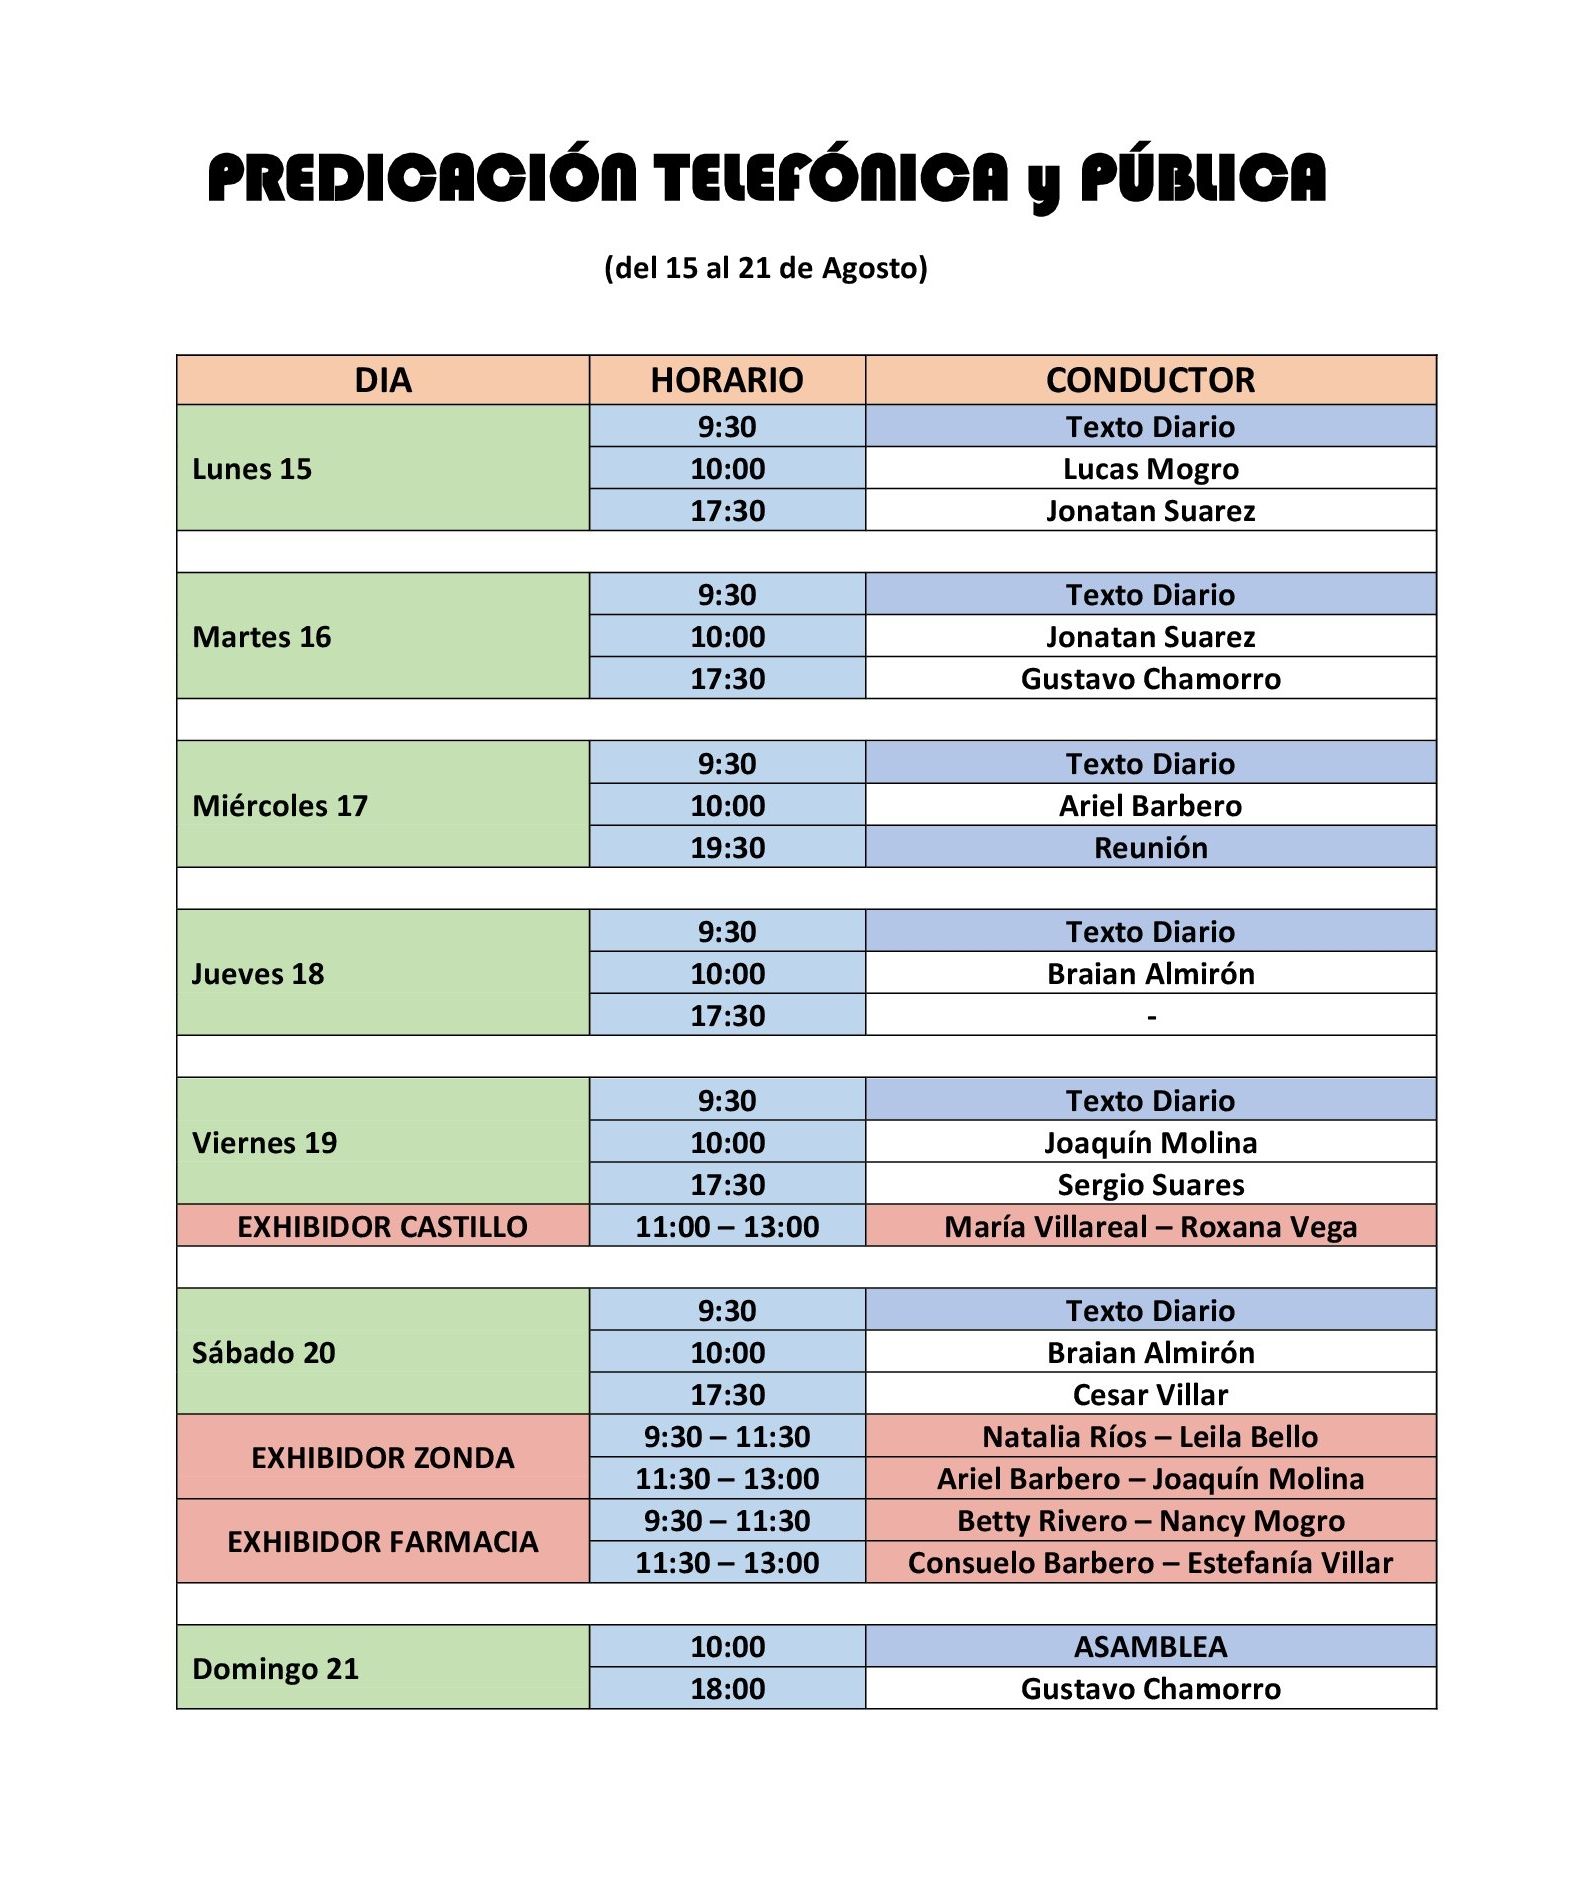 PREDICACIÓN TELEFÓNICA y PÚBLICA
(del 15 al 21 de Agosto)
DIA HORARIO CONDUCTOR
Lunes 15
9:30 Texto Diario
10:00 Lucas Mogro
17:30 Jonatan Suarez
Martes 16
9:30 Texto Diario
10:00 Jonatan Suarez
17:30 Gustavo Chamorro
Miércoles 17
9:30 Texto Diario
10:00 Ariel Barbero
19:30 Reunión
Jueves 18
9:30 Texto Diario
10:00 Braian Almirón
17:30 -
Viernes 19
9:30 Texto Diario
10:00 Joaquín Molina
17:30 Sergio Suares
EXHIBIDOR CASTILLO 11:00 – 13:00 María Villareal – Roxana Vega
Sábado 20
9:30 Texto Diario
10:00 Braian Almirón
17:30 Cesar Villar
EXHIBIDOR ZONDA
9:30 – 11:30 Natalia Ríos – Leila Bello
11:30 – 13:00 Ariel Barbero – Joaquín Molina
EXHIBIDOR FARMACIA
9:30 – 11:30 Betty Rivero – Nancy Mogro
11:30 – 13:00 Consuelo Barbero – Estefanía Villar
Domingo 21
10:00 ASAMBLEA
18:00 Gustavo Chamorro